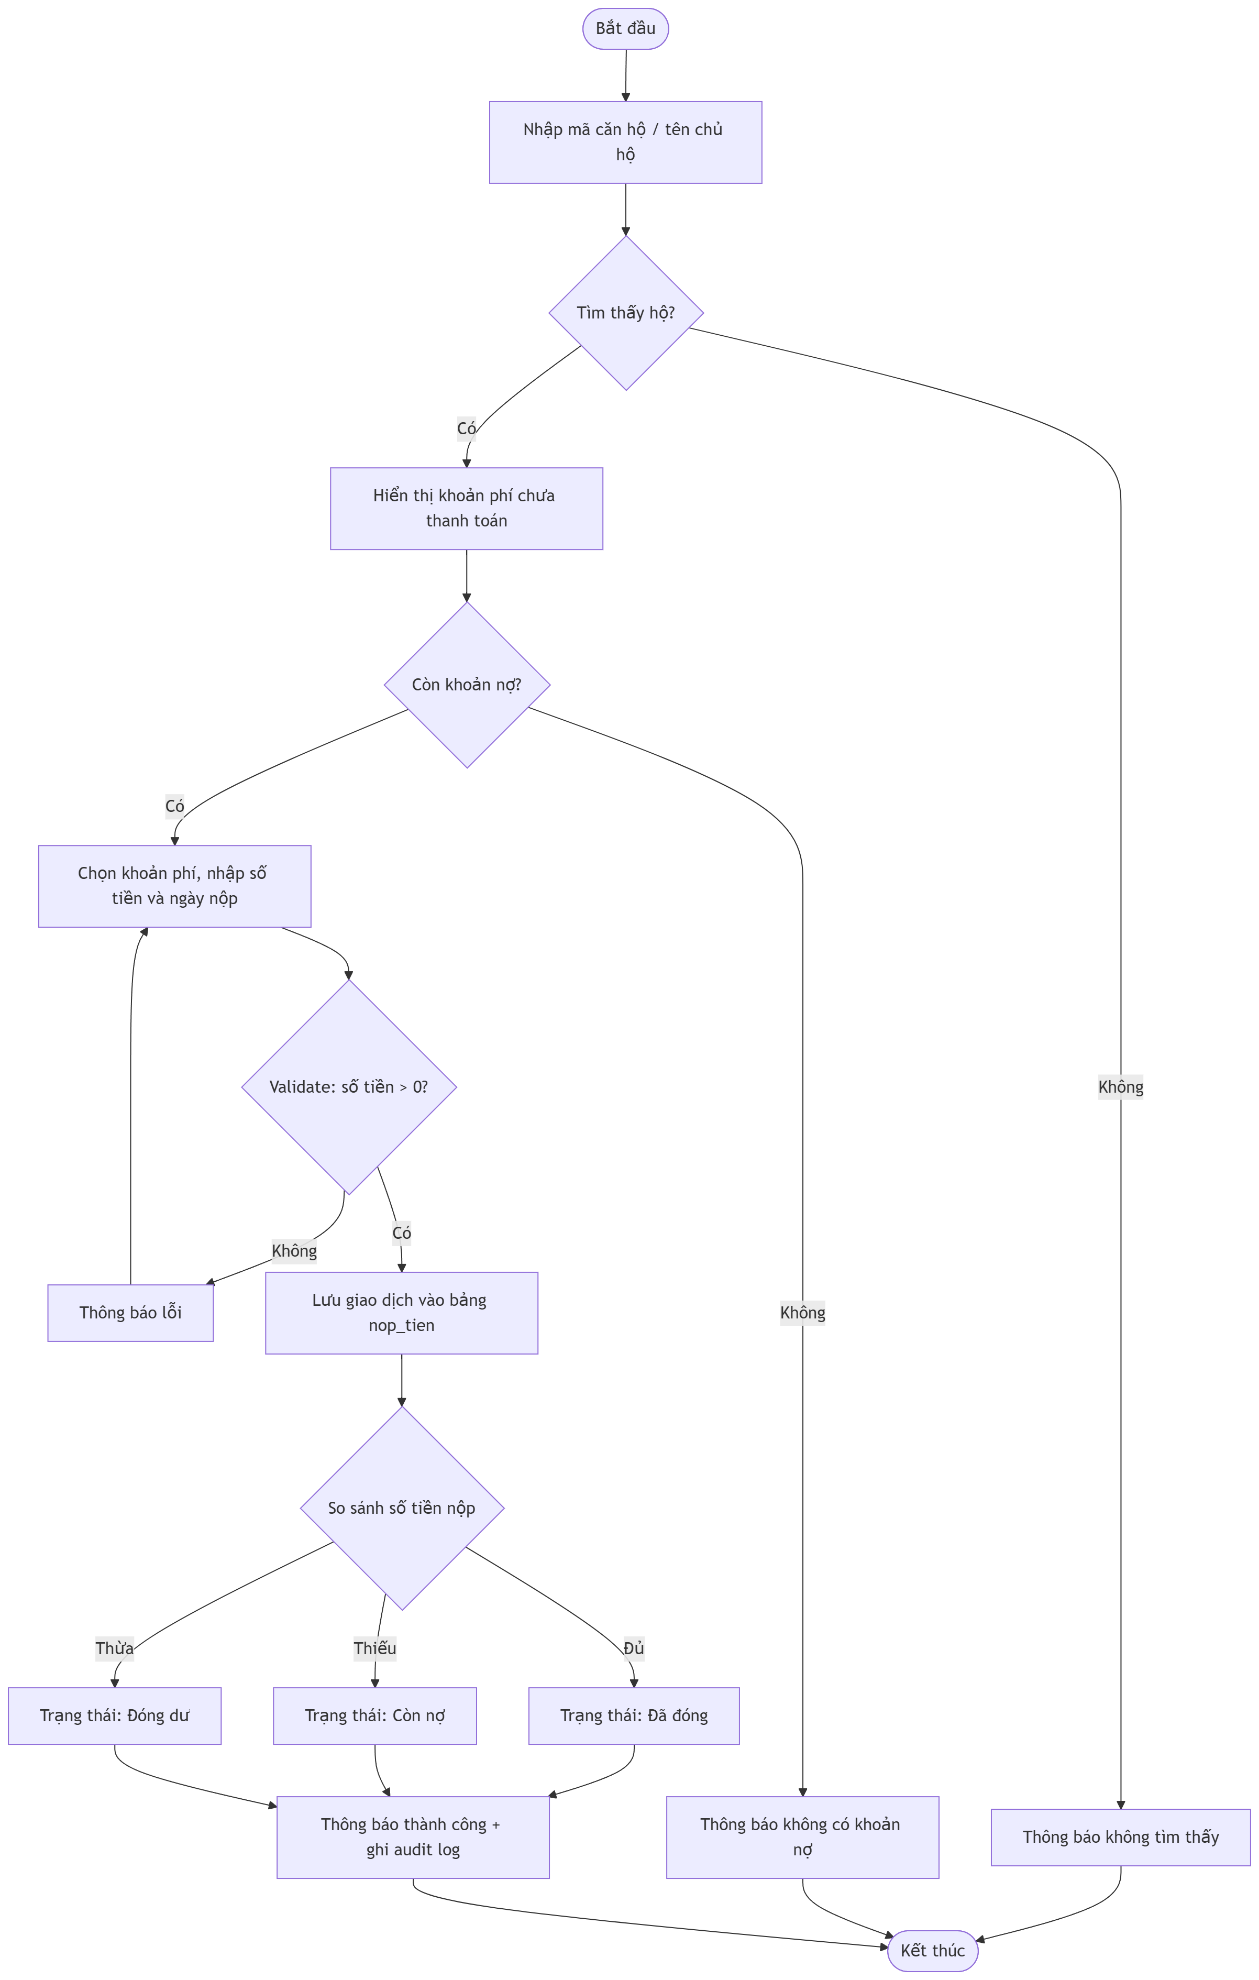 Bắt đầu
Nhập mã căn hộ / tên chủ
hộ
Tìm thấy hộ?
Có
Hiển thị khoản phí chưa
thanh toán
Còn khoản nợ?
Có
Chọn khoản phí, nhập số
tiền và ngày nộp
Validate: số tiền > 0?
Không
Có
Không
Thông báo lỗi
Lưu giao dịch vào bảng
nop_tien
Không
So sánh số tiền nộp
Thừa
Thiếu
Đủ
Trạng thái: Đóng dư
Trạng thái: Còn nợ
Trạng thái: Đã đóng
Thông báo thành công +
ghi audit log
Thông báo không có khoản
nợ
Thông báo không tìm thấy
Kết thúc